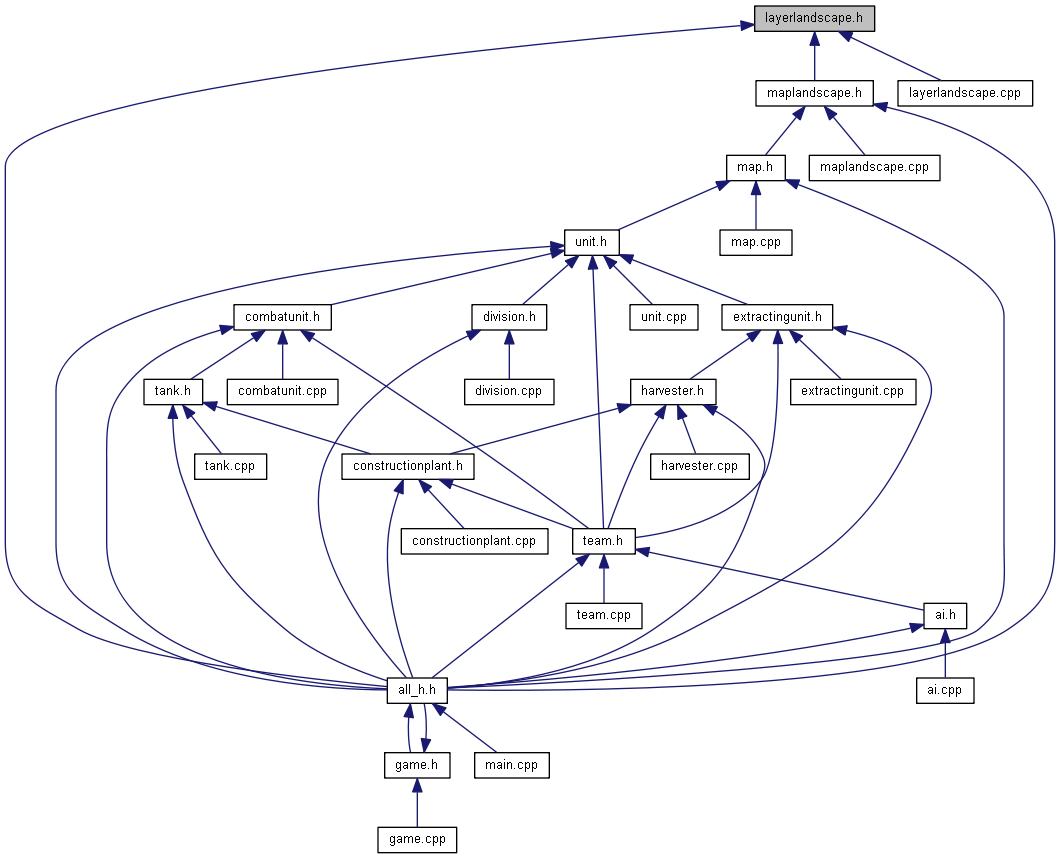 layerlandscape.h
maplandscape.h
layerlandscape.cpp
map.h
maplandscape.cpp
unit.h
map.cpp
combatunit.h
division.h
unit.cpp
extractingunit.h
tank.h
combatunit.cpp
division.cpp
harvester.h
extractingunit.cpp
tank.cpp
constructionplant.h
harvester.cpp
constructionplant.cpp
team.h
team.cpp
ai.h
all_h.h
ai.cpp
game.h
main.cpp
game.cpp